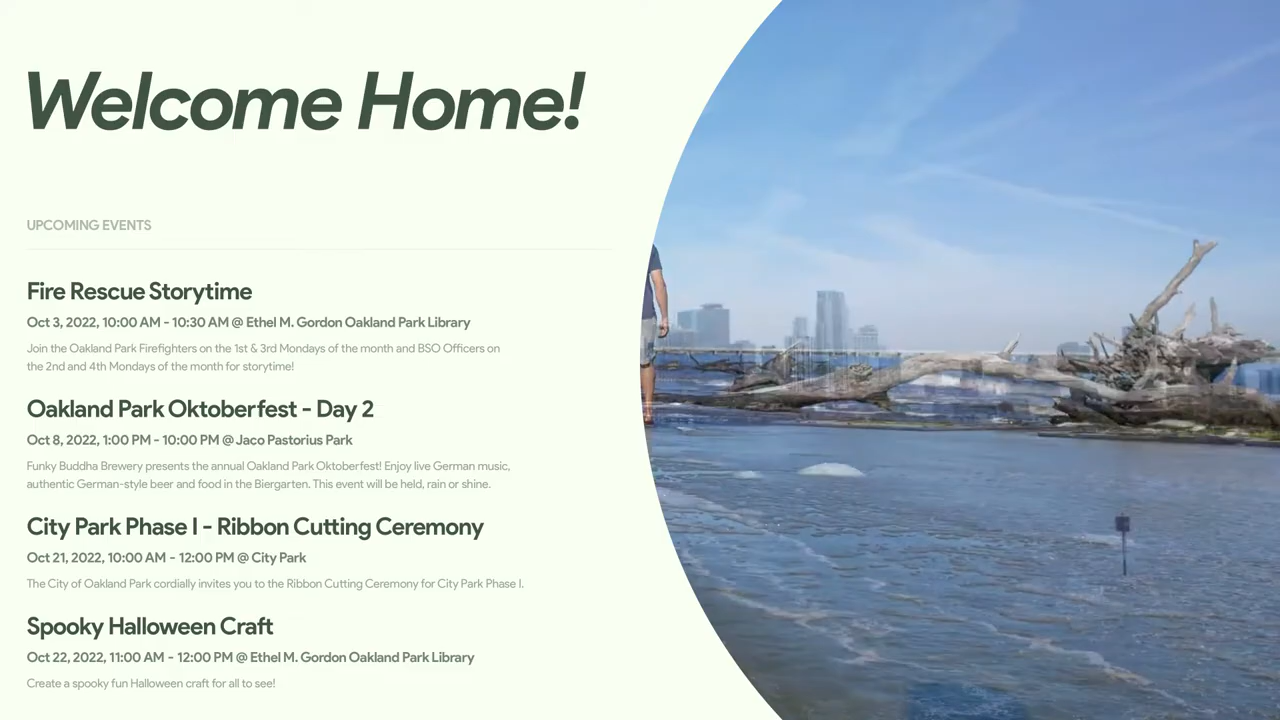 Welcome Home!
UPCOMING EVENTS
Fire Rescue Storytime
Oct 3, 2022, 10:00 AM - 10:30 AM @ Ethel M. Gordon Oakland Park Library
Join the Oakland Park Firefighters on the 1st & 3rd Mondays of the month and BSO Officers on
the 2nd and 4th Mondays of the month for storytime!
Oakland Park Oktoberfest - Day 2
Oct 8, 2022, 1:00 PM - 10:00 PM @ Jaco Pastorius Park
Funky Buddha Brewery presents the annual Oakland Park Oktoberfest! Enjoy live German music,
authentic German-style beer and food in the Biergarten. This event will be held, rain or shine.
City Park Phase I - Ribbon Cutting Ceremony
Oct 21, 2022, 10:00 AM - 12:00 PM @ City Park
The City of Oakland Park cordially invites you to the Ribbon Cutting Ceremony for City Park Phase I.
Spooky Halloween Craft
Oct 22, 2022, 11:00 AM - 12:00 PM @ Ethel M. Gordon Oakland Park Library
Create a spooky fun Halloween craft for all to see!